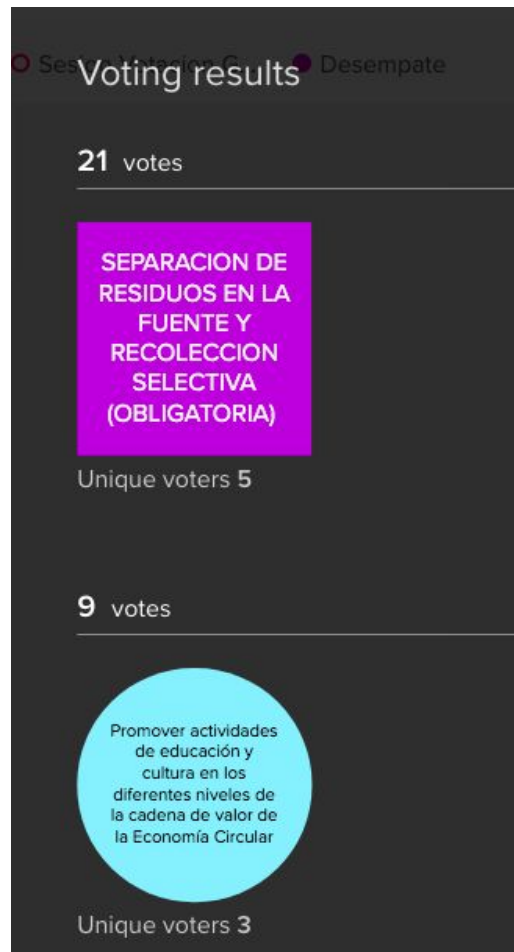 Sesion Votacion G Desempate
Voting results
21 votes
SEPARACION DE
RESIDUOS EN LA
FUENTE Y
RECOLECCION
SELECTIVA
(OBLIGATORIA)
Unique voters 5
9 votes
Promover actividades
de educación y
cultura en los
diferentes niveles de
la cadena de valor de
la Economía Circular
Unique voters 3